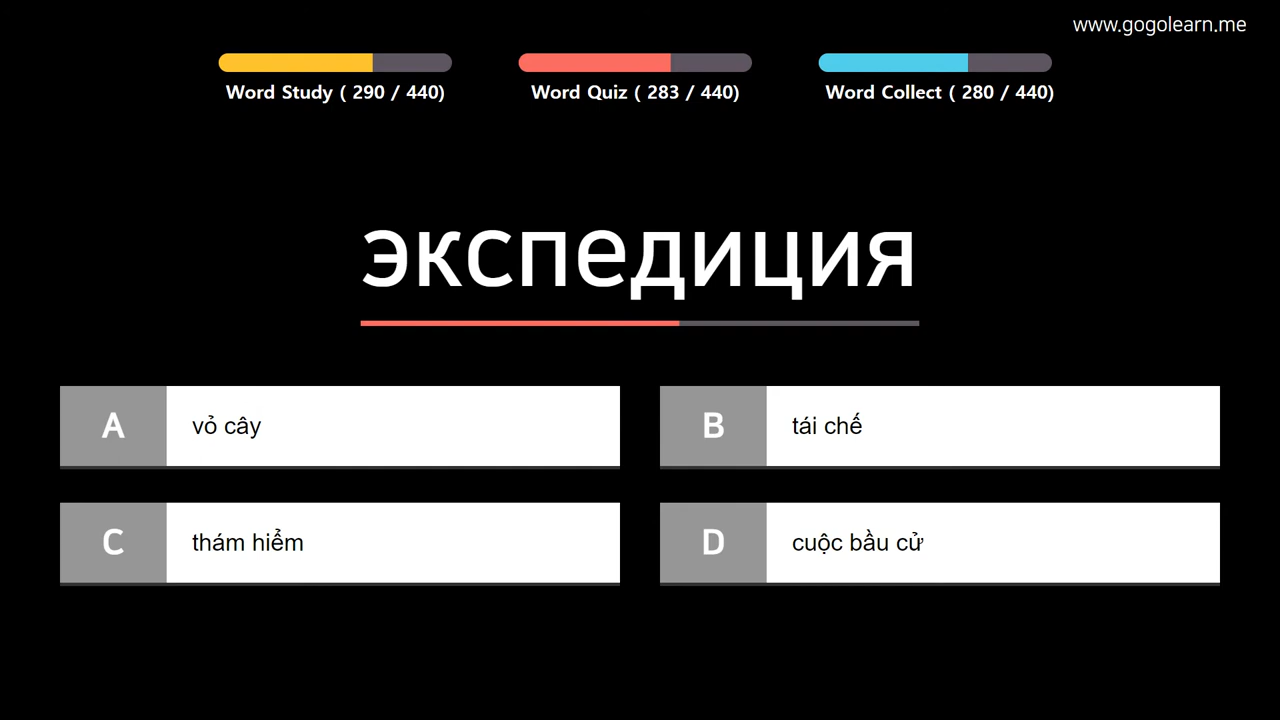 www.gogolearn.me
Word Study ( 290 / 440)
Word Quiz ( 283 / 440)
Word Collect ( 280 / 440)
экспедиция
A vỏ cây
B tái chế
C thám hiểm
D cuộc bầu cử